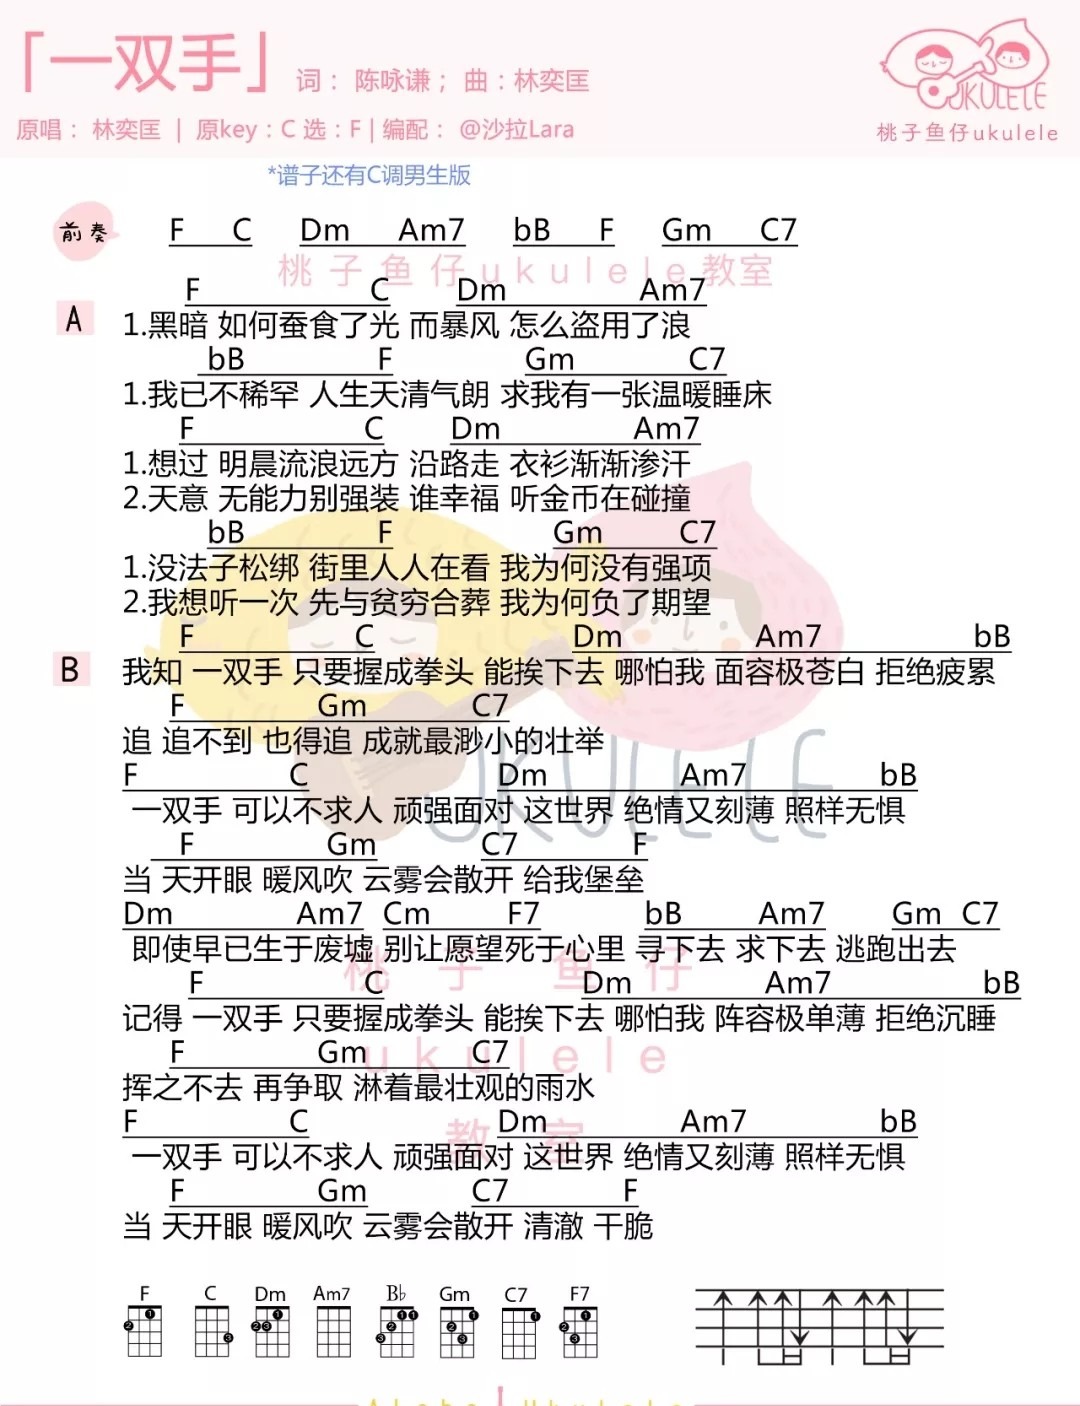 「一双手」 词： 陈咏谦； 曲：林奕匡
原唱： 林奕匡 | 原key：C 选：F | 编配： @沙拉Lara
UKULELE
桃子鱼仔ukulele
*谱子还有C调男生版
前奏 F C Dm Am7 bB F Gm C7
桃子鱼仔ukulele教室
F C Dm Am7
A 1.黑暗 如何蚕食了光 而暴风 怎么盗用了浪
bB F Gm C7
1.我已不稀罕 人生天清气朗 求我有一张温暖睡床
F C Dm Am7
1.想过 明晨流浪远方 沿路走 衣衫渐渐渗汗
2.天意 无能力别强装 谁幸福 听金币在碰撞
bB F Gm C7
1.没法子松绑 街里人人在看 我为何没有强项
2.我想听一次 先与贫穷合葬 我为何负了期望
F C Dm Am7 bB
B 我知 一双手 只要握成拳头 能挨下去 哪怕我 面容极苍白 拒绝疲累
F Gm C7
追 追不到 也得追 成就最渺小的壮举
F C Dm Am7 bB
一双手 可以不求人 顽强面对 这世界 绝情又刻薄 照样无惧
UKULELE
F Gm C7 F
当 天开眼 暖风吹 云雾会散开 给我堡垒
Dm Am7 Cm F7 bB Am7 Gm C7
即使早已生于废墟 别让愿望死于心里 寻下去 求下去 逃跑出去
桃子鱼仔
F C Dm Am7 bB
记得 一双手 只要握成拳头 能挨下去 哪怕我 阵容极单薄 拒绝沉睡
F Gm C7
ukulele
挥之不去 再争取 淋着最壮观的雨水
F C Dm Am7 bB
教室
一双手 可以不求人 顽强面对 这世界 绝情又刻薄 照样无惧
F Gm C7 F
当 天开眼 暖风吹 云雾会散开 清澈 干脆
F C Dm Am7 B♭ Gm C7 F7